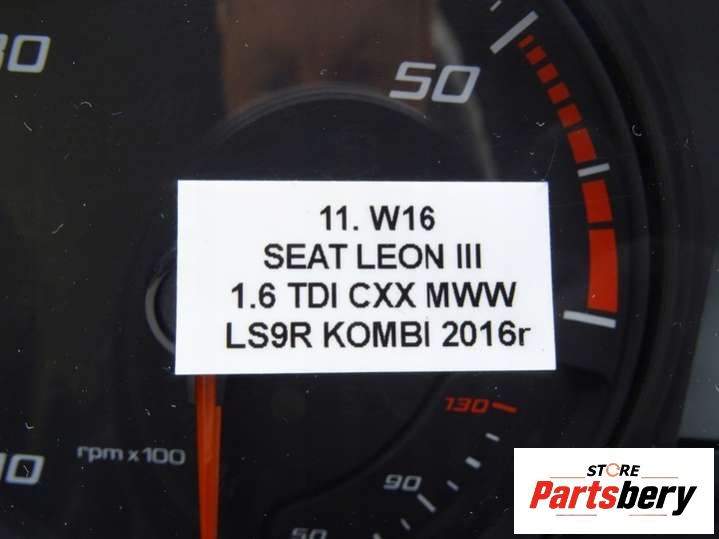 50
11. W16
SEAT LEON III
1.6 TDI CXX MWW
LS9R KOMBI 2016r
130
rpm x 100
90
STORE
Partsbery